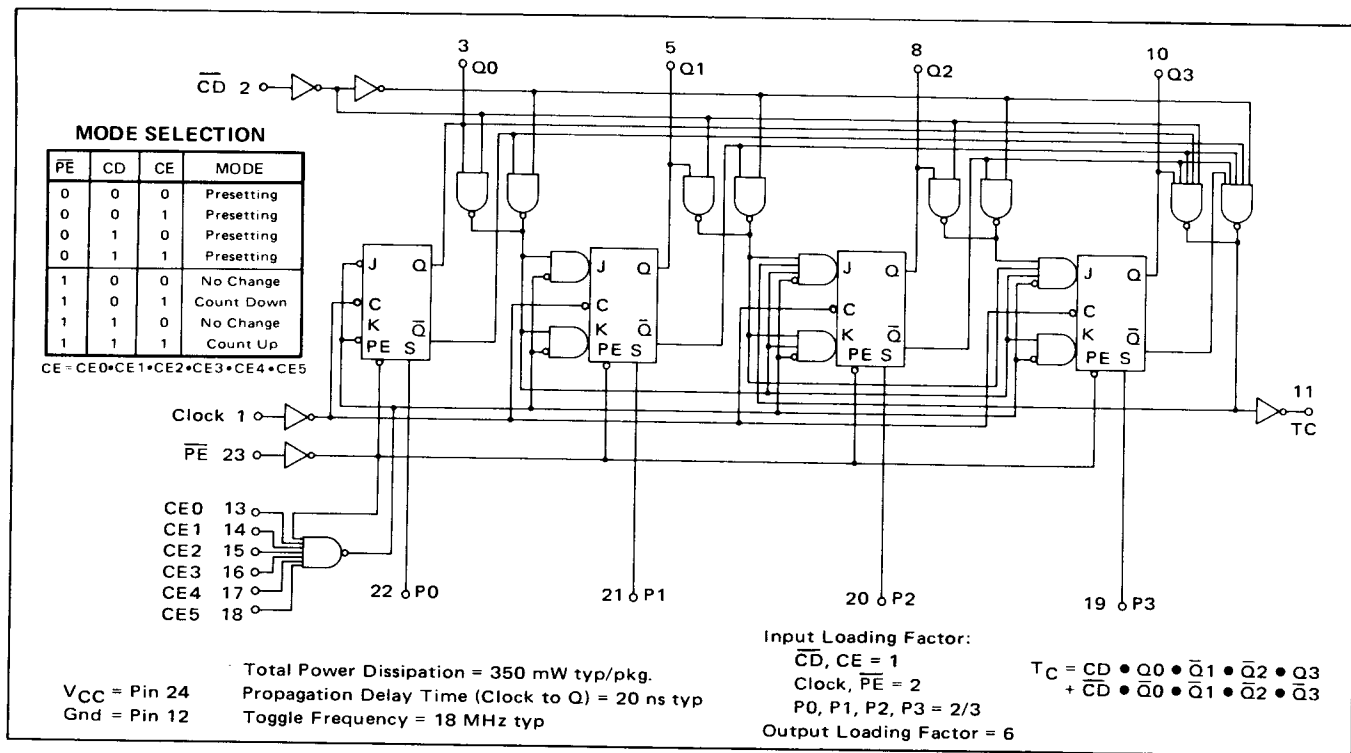 3
Q0
5
Q1
8
Q2
10
Q3
C̅D̅ 2
MODE SELECTION
P̅E̅ CD CE MODE
0 0 0 Presetting
0 0 1 Presetting
0 1 0 Presetting
0 1 1 Presetting
1 0 0 No Change
1 0 1 Count Down
1 1 0 No Change
1 1 1 Count Up
CE = CE0•CE1•CE2•CE3•CE4•CE5
J Q
C
K Q̅
PE S
J Q
C
K Q̅
PE S
J Q
C
K Q̅
PE S
J Q
C
K Q̅
PE S
Clock 1
11
TC
P̅E̅ 23
CE0 13
CE1 14
CE2 15
CE3 16
CE4 17
CE5 18
22 P0
21 P1
20 P2
19 P3
VCC = Pin 24
Gnd = Pin 12
Total Power Dissipation = 350 mW typ/pkg.
Propagation Delay Time (Clock to Q) = 20 ns typ
Toggle Frequency = 18 MHz typ
Input Loading Factor:
C̅D̅, CE = 1
Clock, P̅E̅ = 2
P0, P1, P2, P3 = 2/3
Output Loading Factor = 6
TC = CD • Q0 • Q̅1 • Q̅2 • Q3
+ C̅D̅ • Q̅0 • Q̅1 • Q̅2 • Q̅3